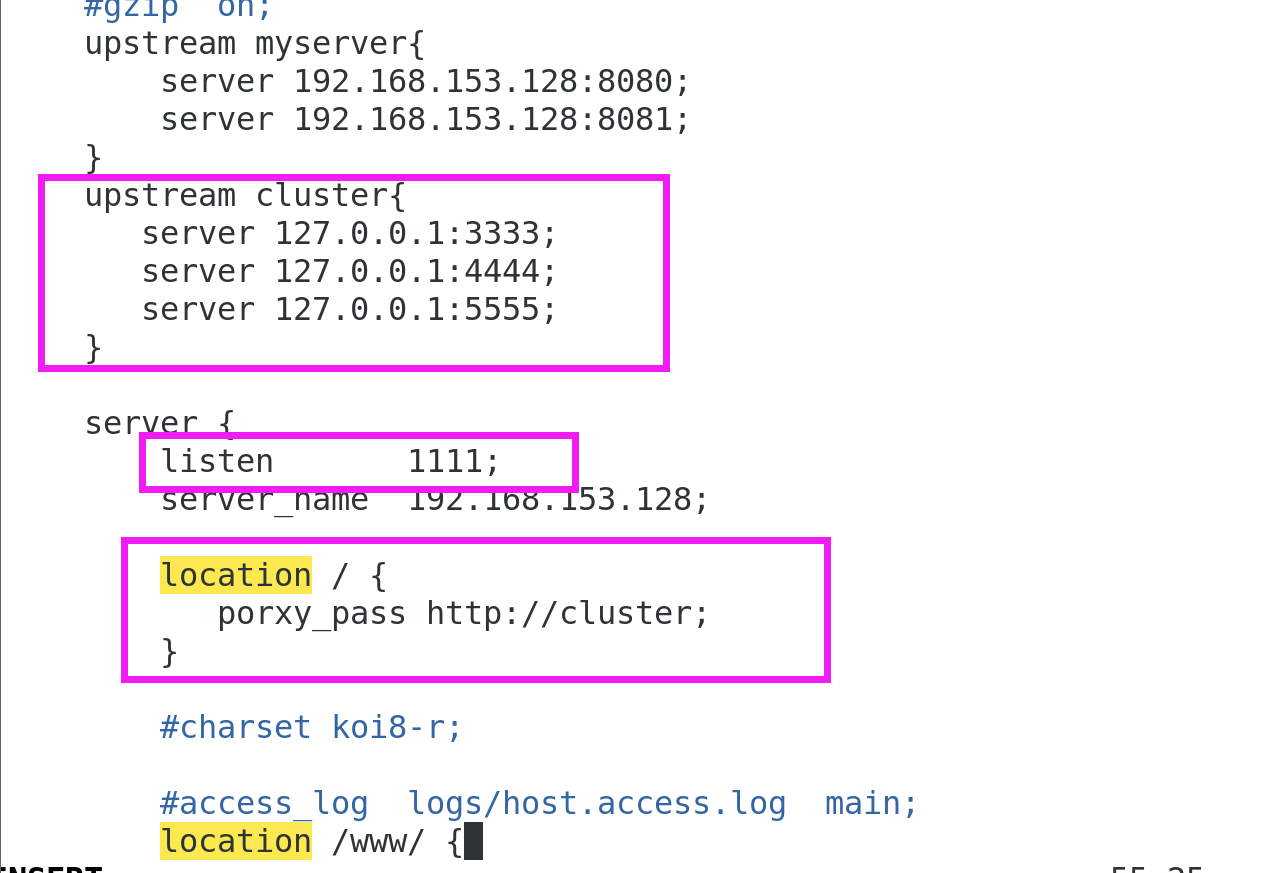 #gzip  on;
upstream myserver{
server 192.168.153.128:8080;
server 192.168.153.128:8081;
}
upstream cluster{
server 127.0.0.1:3333;
server 127.0.0.1:4444;
server 127.0.0.1:5555;
}
server {
listen       1111;
server_name  192.168.153.128;
location / {
porxy_pass http://cluster;
}
#charset koi8-r;
#access_log  logs/host.access.log  main;
location /www/ {